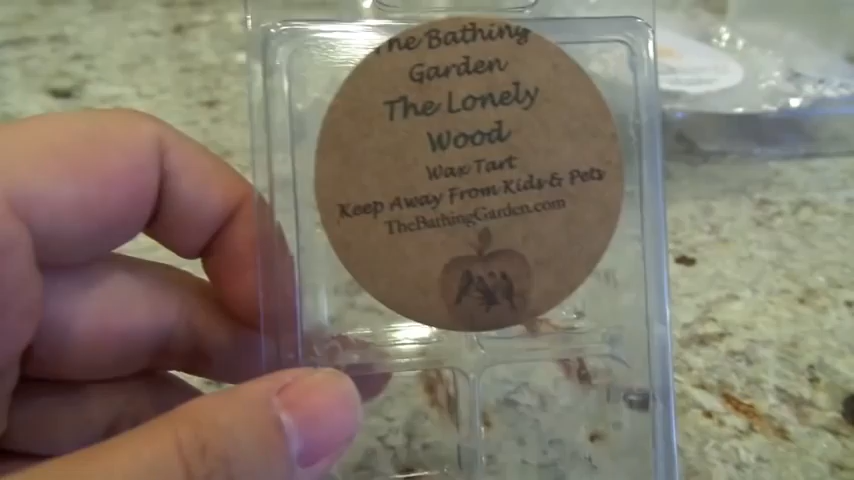 The Bathing
Garden
The Lonely
Wood
Wax Tart
Keep Away From Kids & Pets
TheBathingGarden.com